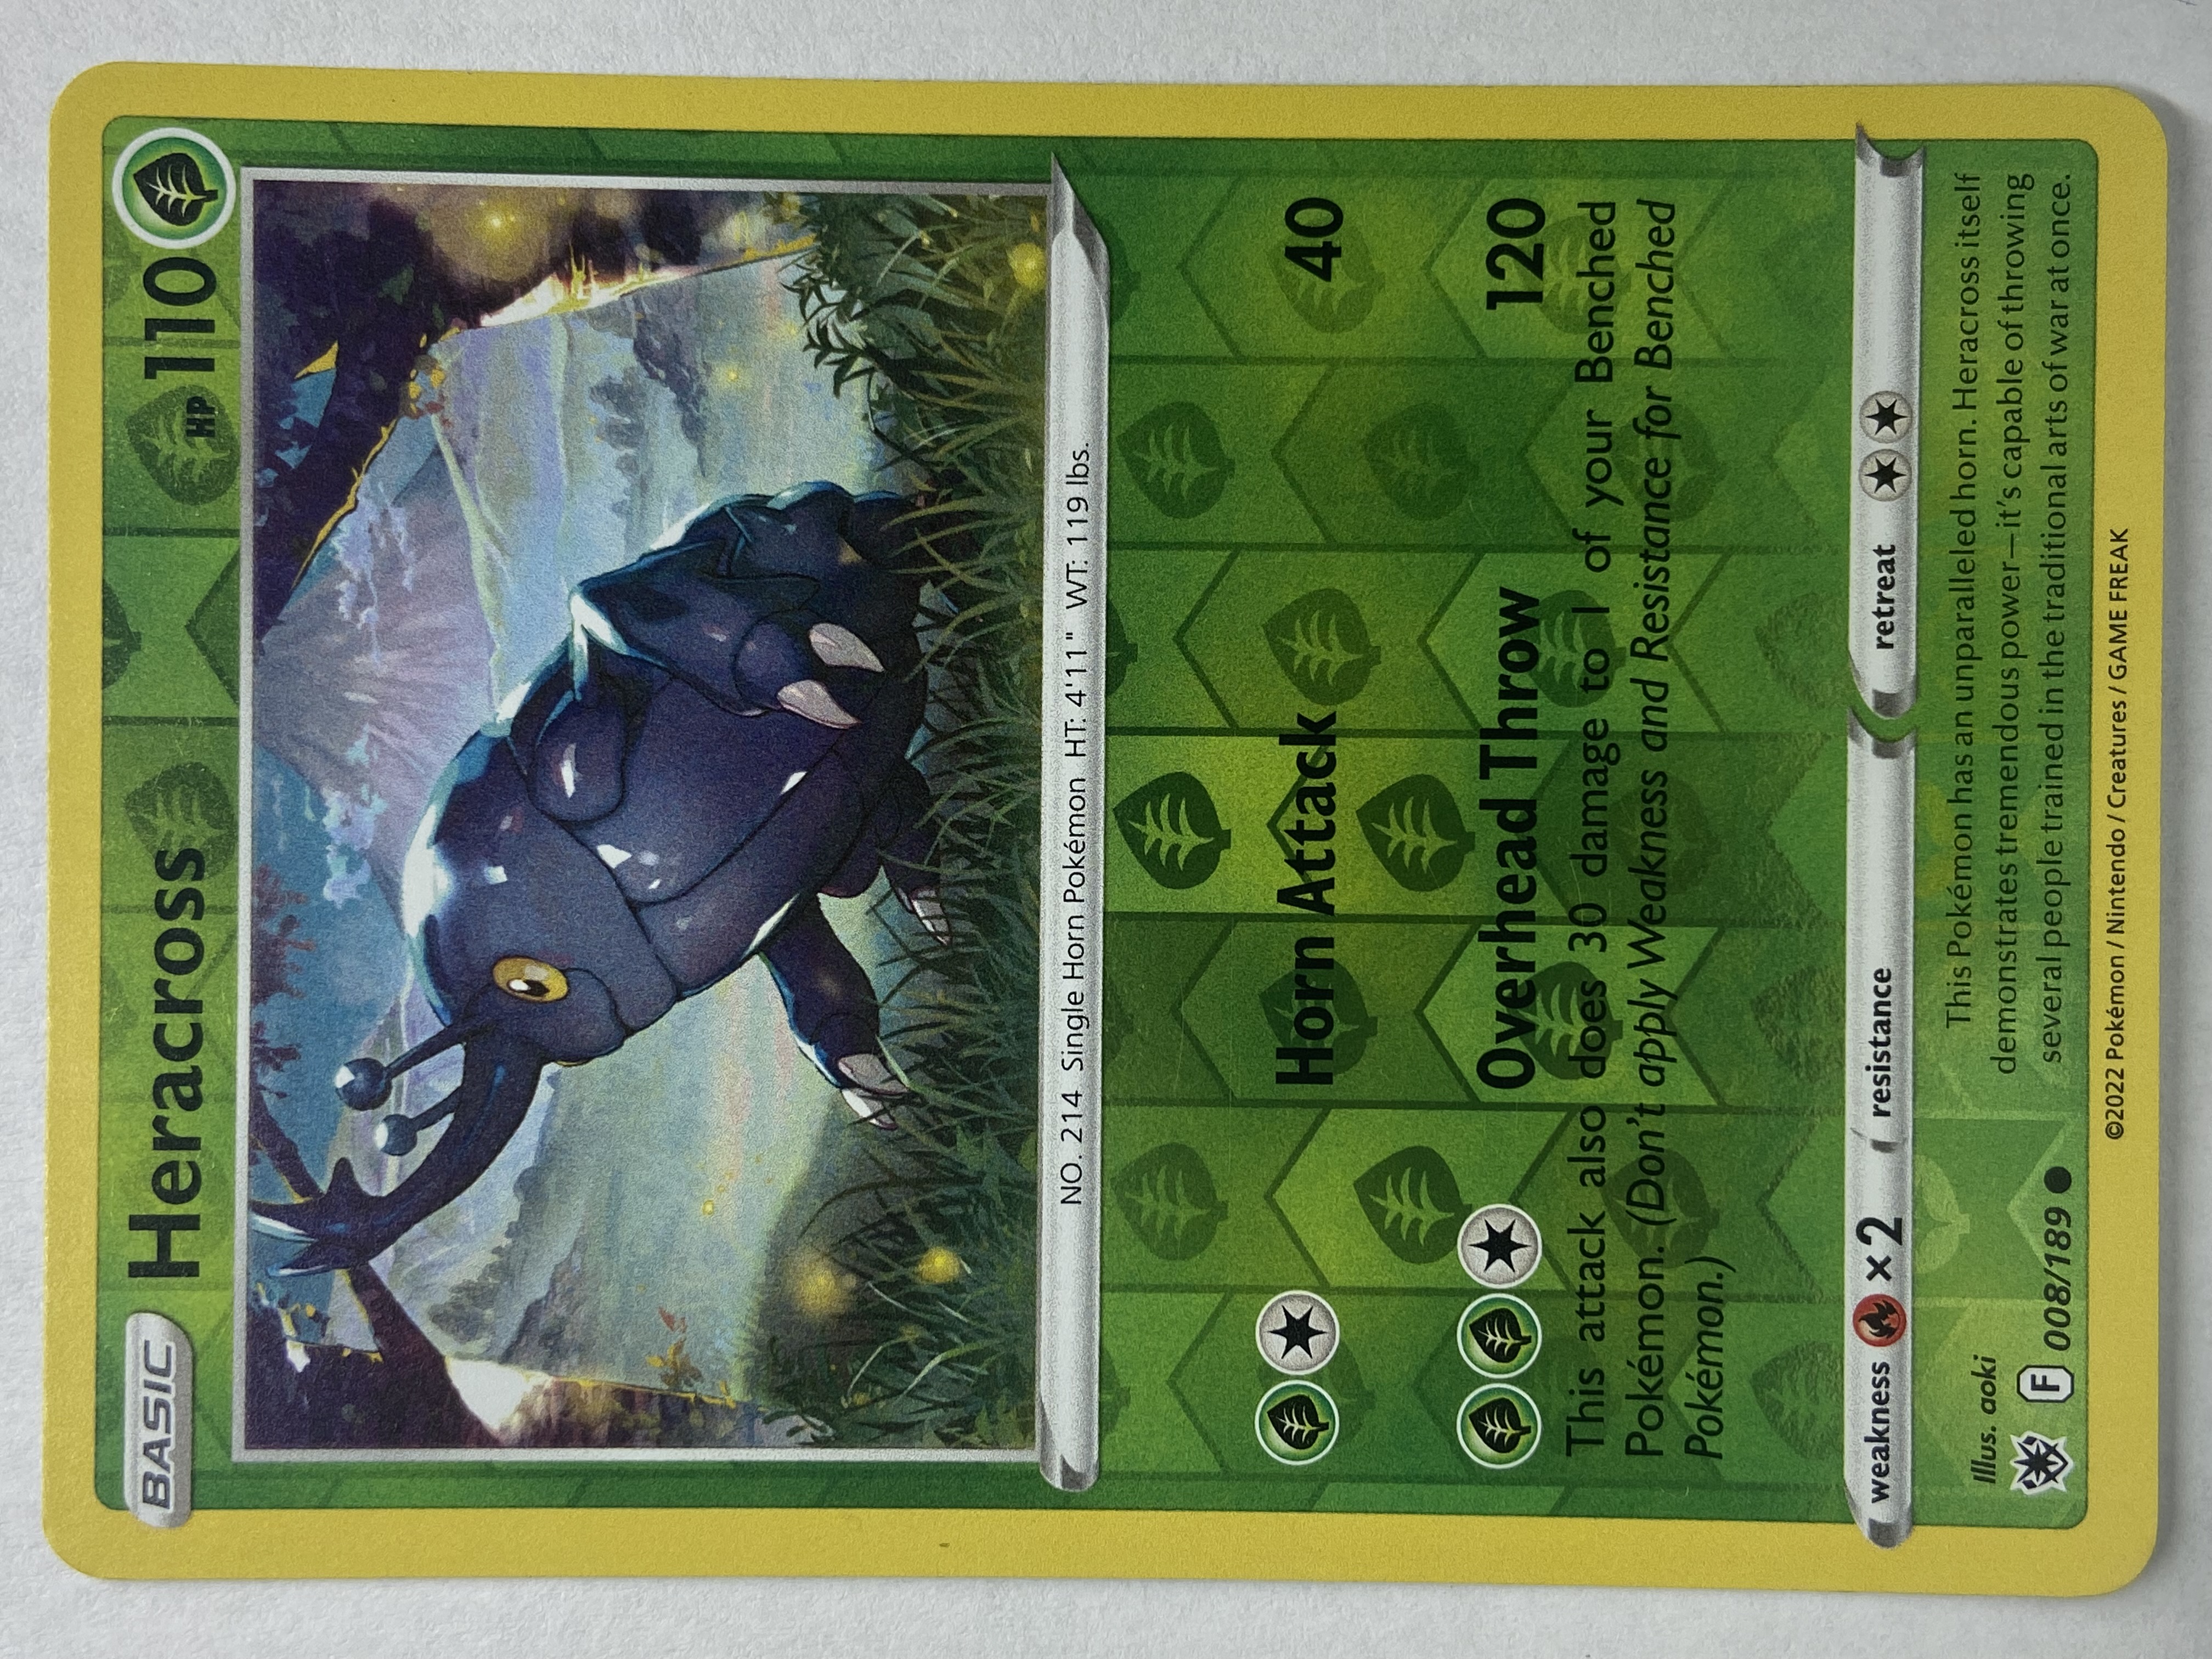 BASIC Heracross HP 110
NO. 214 Single Horn Pokémon HT: 4'11" WT: 119 lbs.
Horn Attack 40
Overhead Throw 120
This attack also does 30 damage to 1 of your Benched
Pokémon. (Don't apply Weakness and Resistance for Benched
Pokémon.)
weakness ×2 resistance retreat
This Pokémon has an unparalleled horn. Heracross itself
demonstrates tremendous power—it's capable of throwing
several people trained in the traditional arts of war at once.
Illus. aoki
F 008/189
©2022 Pokémon / Nintendo / Creatures / GAME FREAK